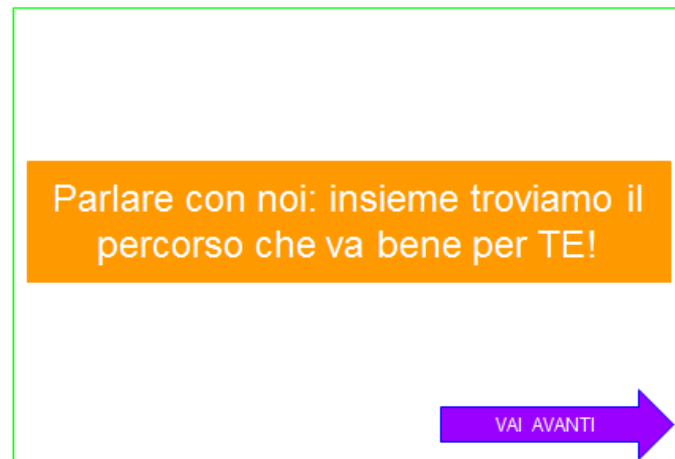 Parlare con noi: insieme troviamo il
percorso che va bene per TE!
VAI AVANTI